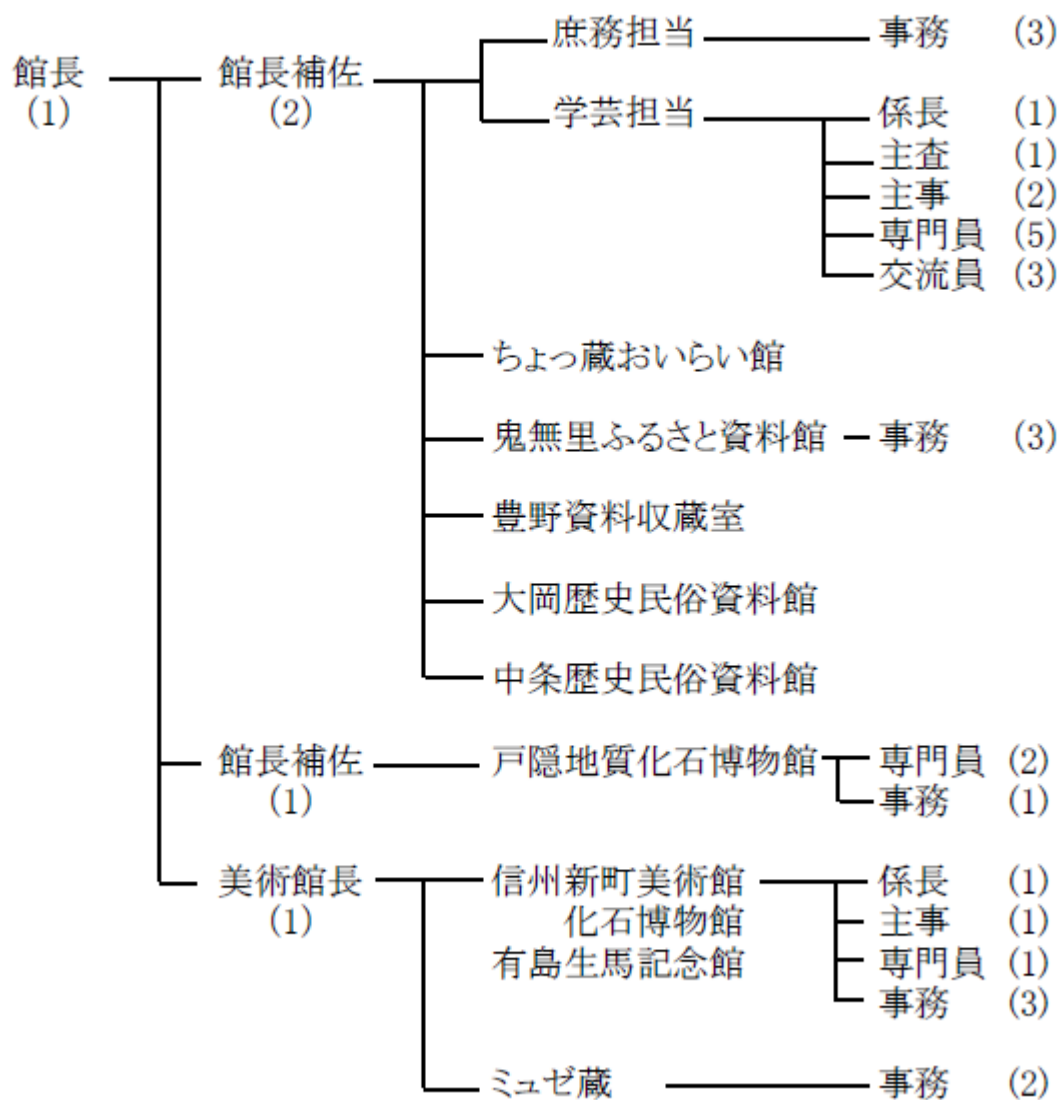 庶務担当 事務 (3)
館長 館長補佐
(1) (2)
学芸担当 係長 (1)
主査 (1)
主事 (2)
専門員 (5)
交流員 (3)
ちょっ蔵おいらい館
鬼無里ふるさと資料館 事務 (3)
豊野資料収蔵室
大岡歴史民俗資料館
中条歴史民俗資料館
館長補佐 戸隠地質化石博物館 専門員 (2)
(1) 事務 (1)
美術館長 信州新町美術館 係長 (1)
(1) 化石博物館 主事 (1)
有島生馬記念館 専門員 (1)
事務 (3)
ミュゼ蔵 事務 (2)